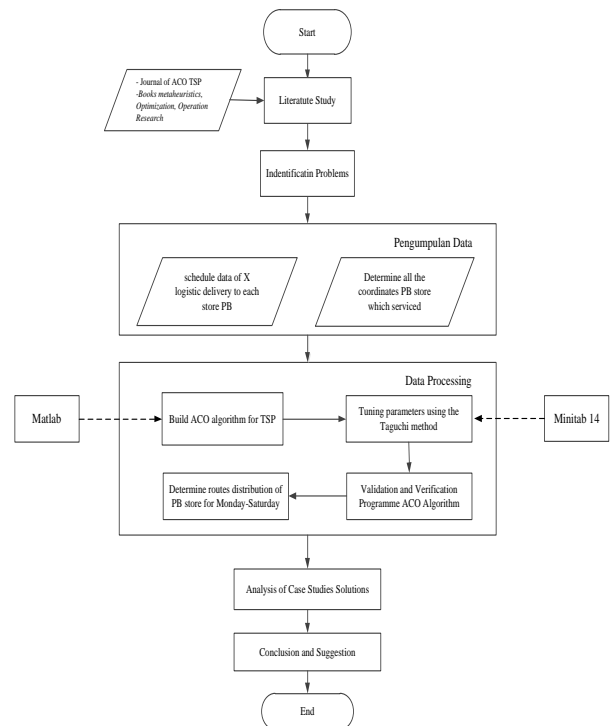 Start
- Journal of ACO TSP
-Books metaheuristics,
Optimization, Operation
Research
Literatute Study
Indentificatin Problems
Pengumpulan Data
schedule data of X
logistic delivery to each
store PB
Determine all the
coordinates PB store
which serviced
Data Processing
Matlab
Build ACO algorithm for TSP
Tuning parameters using the
Taguchi method
Minitab 14
Determine routes distribution of
PB store for Monday-Saturday
Validation and Verification
Programme ACO Algorithm
Analysis of Case Studies Solutions
Conclusion and Suggestion
End